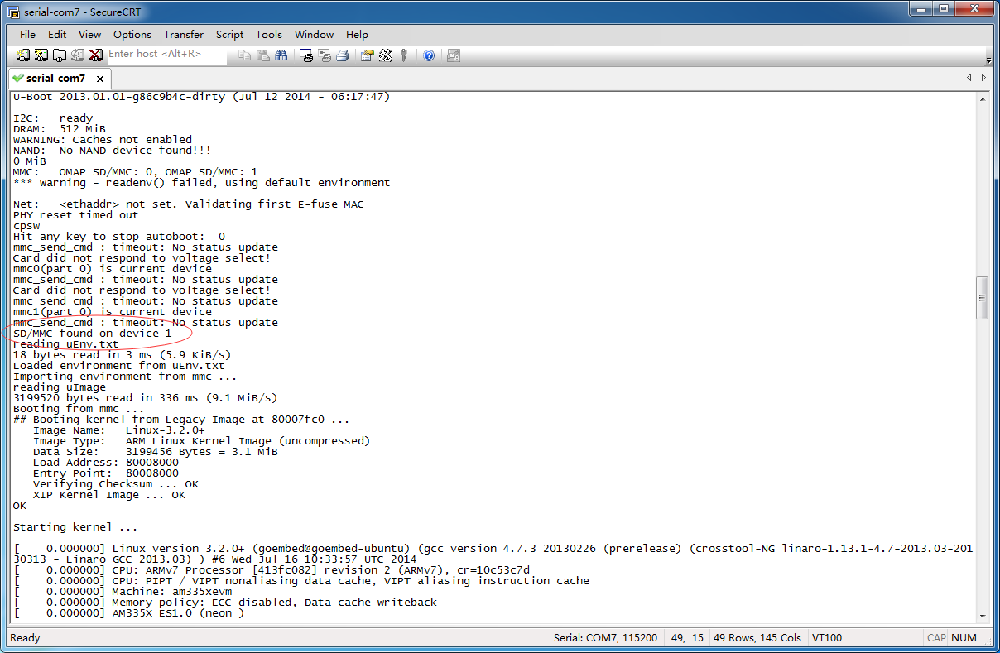 serial-com7 - SecureCRT
File Edit View Options Transfer Script Tools Window Help
Enter host <Alt+R>
serial-com7
U-Boot 2013.01.01-g86c9b4c-dirty (Jul 12 2014 - 06:17:47)
I2C:   ready
DRAM:  512 MiB
WARNING: Caches not enabled
NAND:  No NAND device found!!!
0 MiB
MMC:   OMAP SD/MMC: 0, OMAP SD/MMC: 1
*** Warning - readenv() failed, using default environment
Net:   <ethaddr> not set. Validating first E-fuse MAC
PHY reset timed out
cpsw
Hit any key to stop autoboot:  0
mmc_send_cmd : timeout: No status update
Card did not respond to voltage select!
mmc0(part 0) is current device
mmc_send_cmd : timeout: No status update
Card did not respond to voltage select!
mmc_send_cmd : timeout: No status update
mmc1(part 0) is current device
mmc_send_cmd : timeout: No status update
SD/MMC found on device 1
reading uEnv.txt
18 bytes read in 3 ms (5.9 KiB/s)
Loaded environment from uEnv.txt
Importing environment from mmc ...
reading uImage
3199520 bytes read in 336 ms (9.1 MiB/s)
Booting from mmc ...
## Booting kernel from Legacy Image at 80007fc0 ...
   Image Name:   Linux-3.2.0+
   Image Type:   ARM Linux Kernel Image (uncompressed)
   Data Size:    3199456 Bytes = 3.1 MiB
   Load Address: 80008000
   Entry Point:  80008000
   Verifying Checksum ... OK
   XIP Kernel Image ... OK
OK
Starting kernel ...
[    0.000000] Linux version 3.2.0+ (goembed@goembed-ubuntu) (gcc version 4.7.3 20130226 (prerelease) (crosstool-NG linaro-1.13.1-4.7-2013.03-20
130313 - Linaro GCC 2013.03) ) #6 Wed Jul 16 10:33:57 UTC 2014
[    0.000000] CPU: ARMv7 Processor [413fc082] revision 2 (ARMv7), cr=10c53c7d
[    0.000000] CPU: PIPT / VIPT nonaliasing data cache, VIPT aliasing instruction cache
[    0.000000] Machine: am335xevm
[    0.000000] Memory policy: ECC disabled, Data cache writeback
[    0.000000] AM335X ES1.0 (neon )
Ready Serial: COM7, 115200 49, 15 49 Rows, 145 Cols VT100 CAP NUM